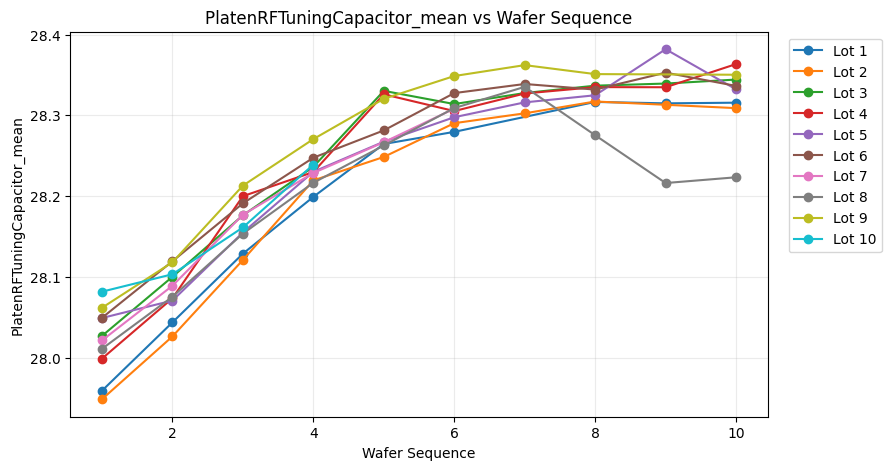 PlatenRFTuningCapacitor_mean vs Wafer Sequence
PlatenRFTuningCapacitor_mean
28.4
28.3
28.2
28.1
28.0
2
4
6
8
10
Wafer Sequence
Lot 1
Lot 2
Lot 3
Lot 4
Lot 5
Lot 6
Lot 7
Lot 8
Lot 9
Lot 10